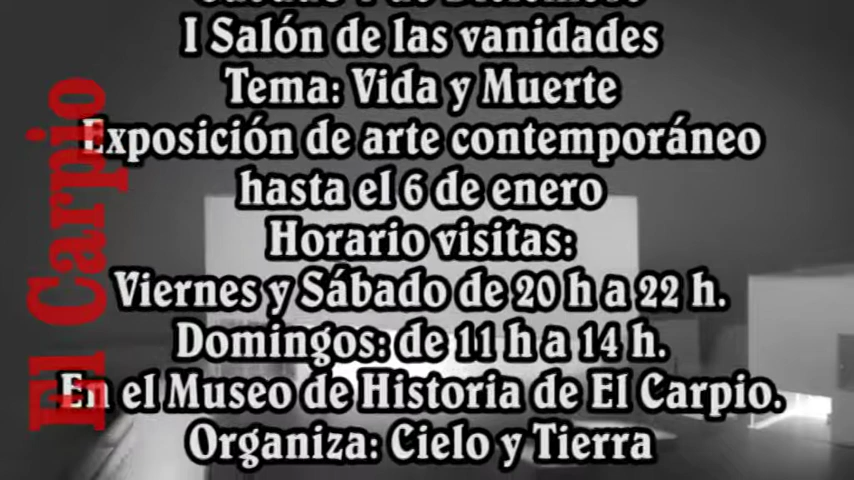 I Salón de las vanidades
Tema: Vida y Muerte
Exposición de arte contemporáneo
hasta el 6 de enero
Horario visitas:
Viernes y Sábado de 20 h a 22 h.
Domingos: de 11 h a 14 h.
En el Museo de Historia de El Carpio.
Organiza: Cielo y Tierra
El Carpio